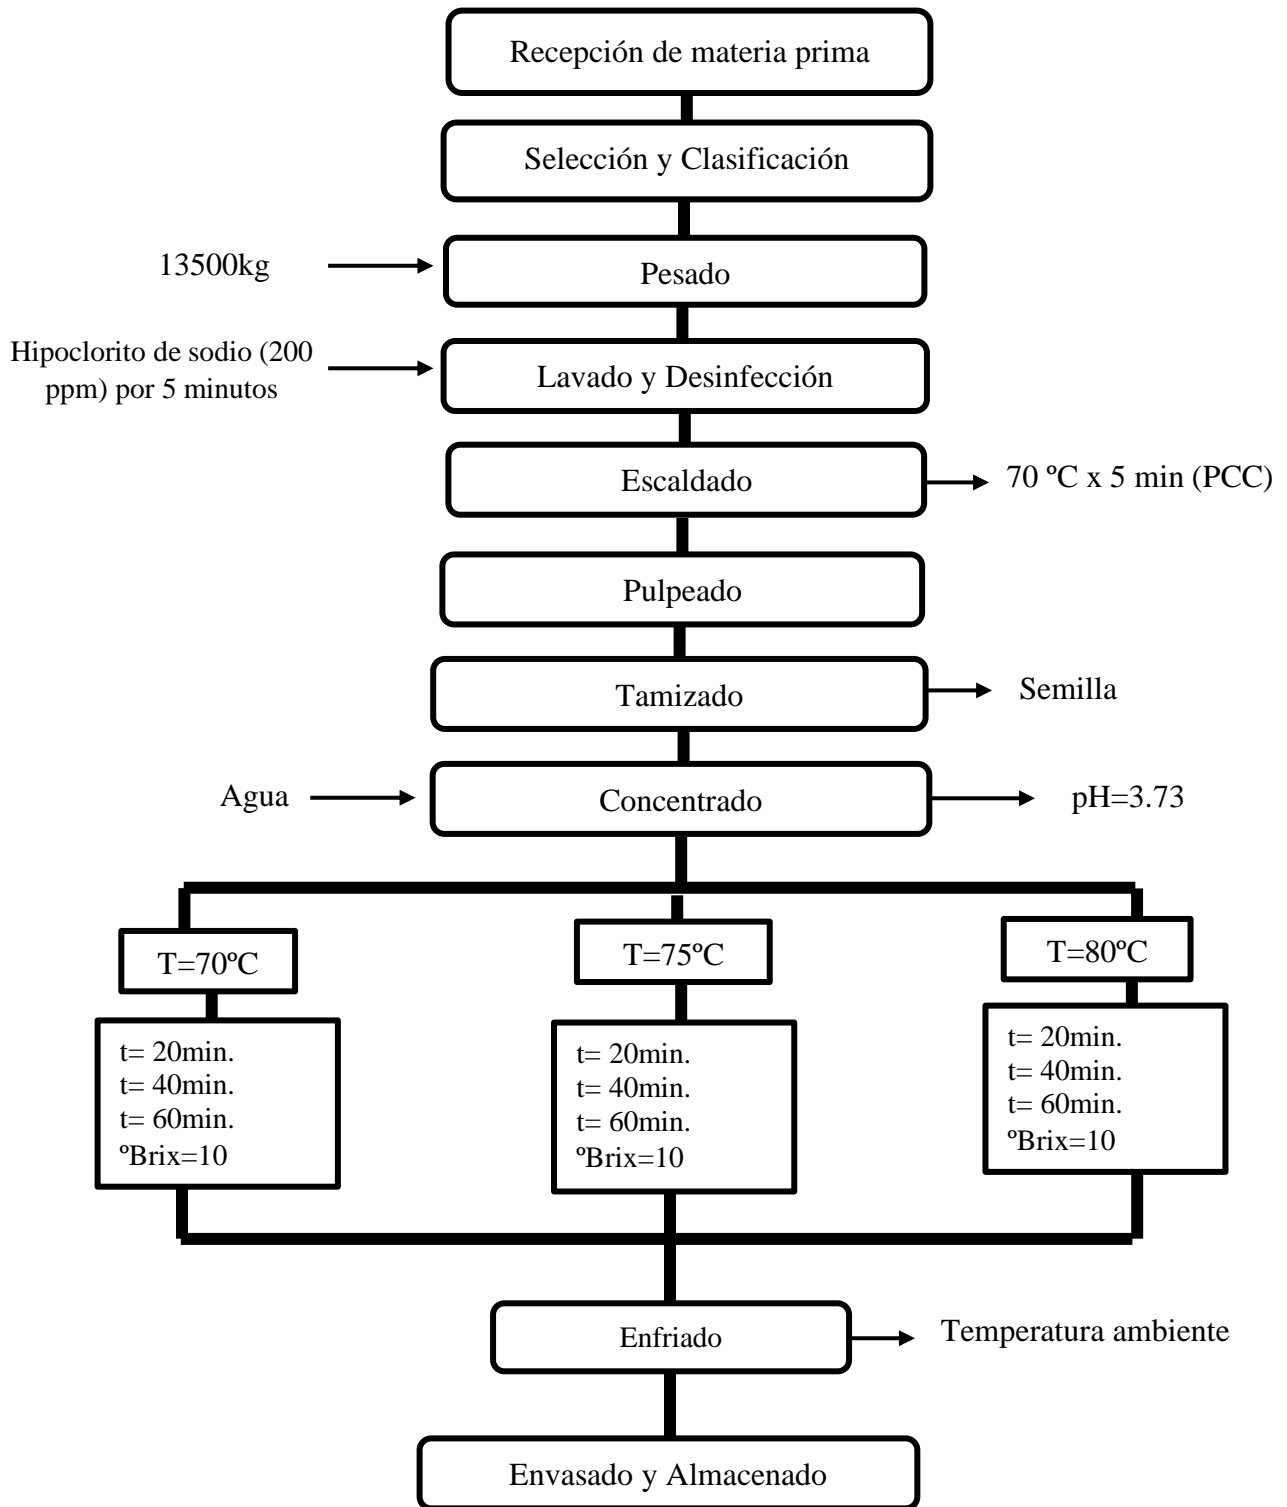 Recepción de materia prima
Selección y Clasificación
13500kg
Pesado
Hipoclorito de sodio (200
ppm) por 5 minutos
Lavado y Desinfección
Escaldado
70 ºC x 5 min (PCC)
Pulpeado
Tamizado
Semilla
Agua
Concentrado
pH=3.73
T=70ºC
T=75ºC
T=80ºC
t= 20min.
t= 40min.
t= 60min.
ºBrix=10
t= 20min.
t= 40min.
t= 60min.
ºBrix=10
t= 20min.
t= 40min.
t= 60min.
ºBrix=10
Enfriado
Temperatura ambiente
Envasado y Almacenado